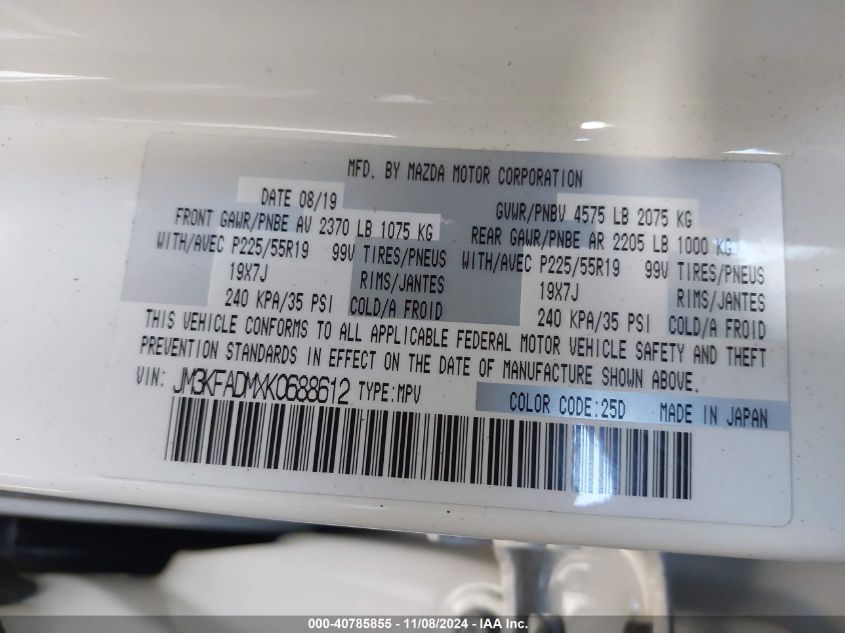 MFD. BY MAZDA MOTOR CORPORATION
DATE 08/19 GVWR/PNBV 4575 LB 2075 KG
FRONT GAWR/PNBE AV 2370 LB 1075 KG REAR GAWR/PNBE AR 2205 LB 1000 KG
WITH/AVEC P225/55R19 99V TIRES/PNEUS WITH/AVEC P225/55R19 99V TIRES/PNEUS
19X7J RIMS/JANTES 19X7J RIMS/JANTES
240 KPA/35 PSI COLD/A FROID 240 KPA/35 PSI COLD/A FROID
THIS VEHICLE CONFORMS TO ALL APPLICABLE FEDERAL MOTOR VEHICLE SAFETY AND THEFT
PREVENTION STANDARDS IN EFFECT ON THE DATE OF MANUFACTURE SHOWN ABOVE.
VIN: JM3KFADMXK0688612 TYPE:MPV COLOR CODE:25D MADE IN JAPAN
000-40785855 - 11/08/2024 - IAA Inc.